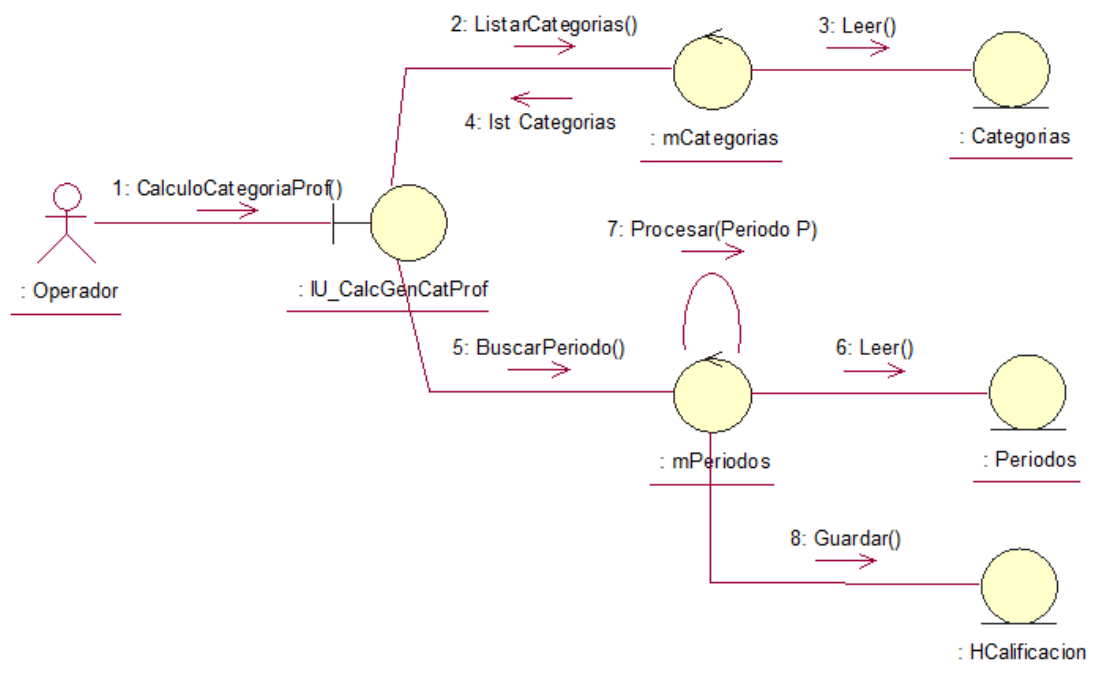 2: ListarCategorias()
3: Leer()
4: lst Categorias
: mCategorias
: Categorias
1: CalculoCategoriaProf()
: Operador
: IU_CalcGenCatProf
7: Procesar(Periodo P)
5: BuscarPeriodo()
6: Leer()
: mPeriodos
: Periodos
8: Guardar()
: HCalificacion